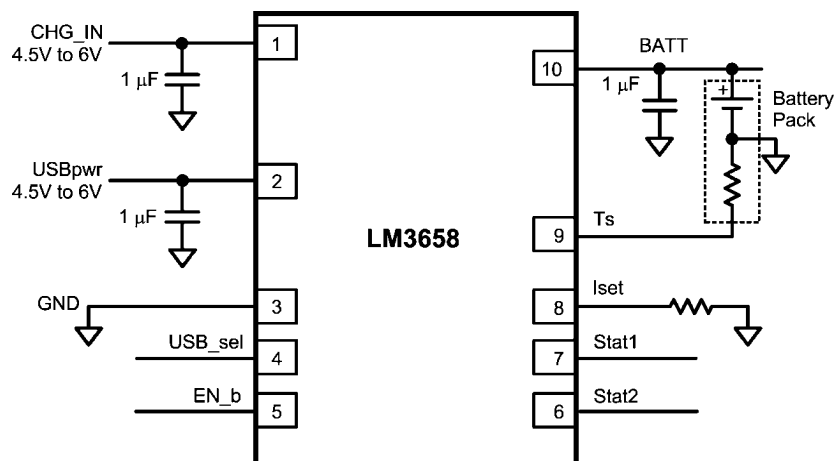 CHG_IN
4.5V to 6V
1 μF
1
USBpwr
4.5V to 6V
1 μF
2
GND
3
USB_sel
4
EN_b
5
LM3658
10
BATT
1 μF
+
Battery
Pack
9
Ts
8
Iset
7
Stat1
6
Stat2